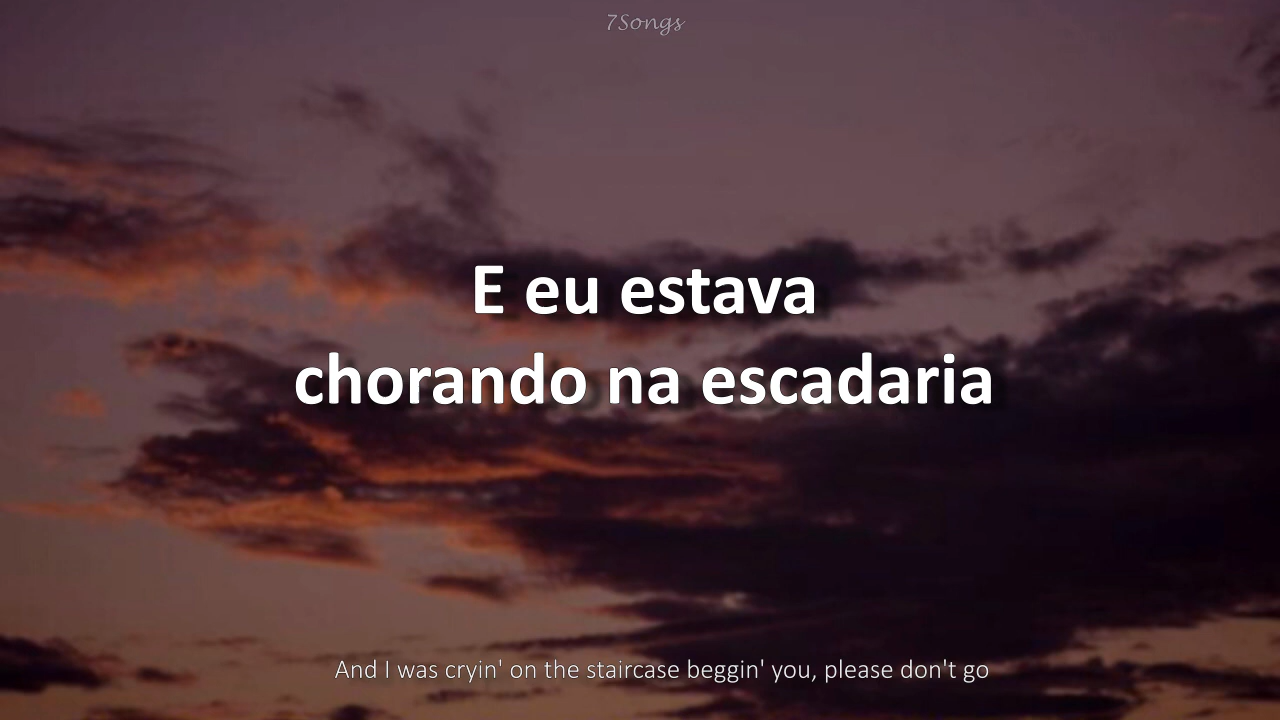 7Songs
E eu estava
chorando na escadaria
And I was cryin' on the staircase beggin' you, please don't go